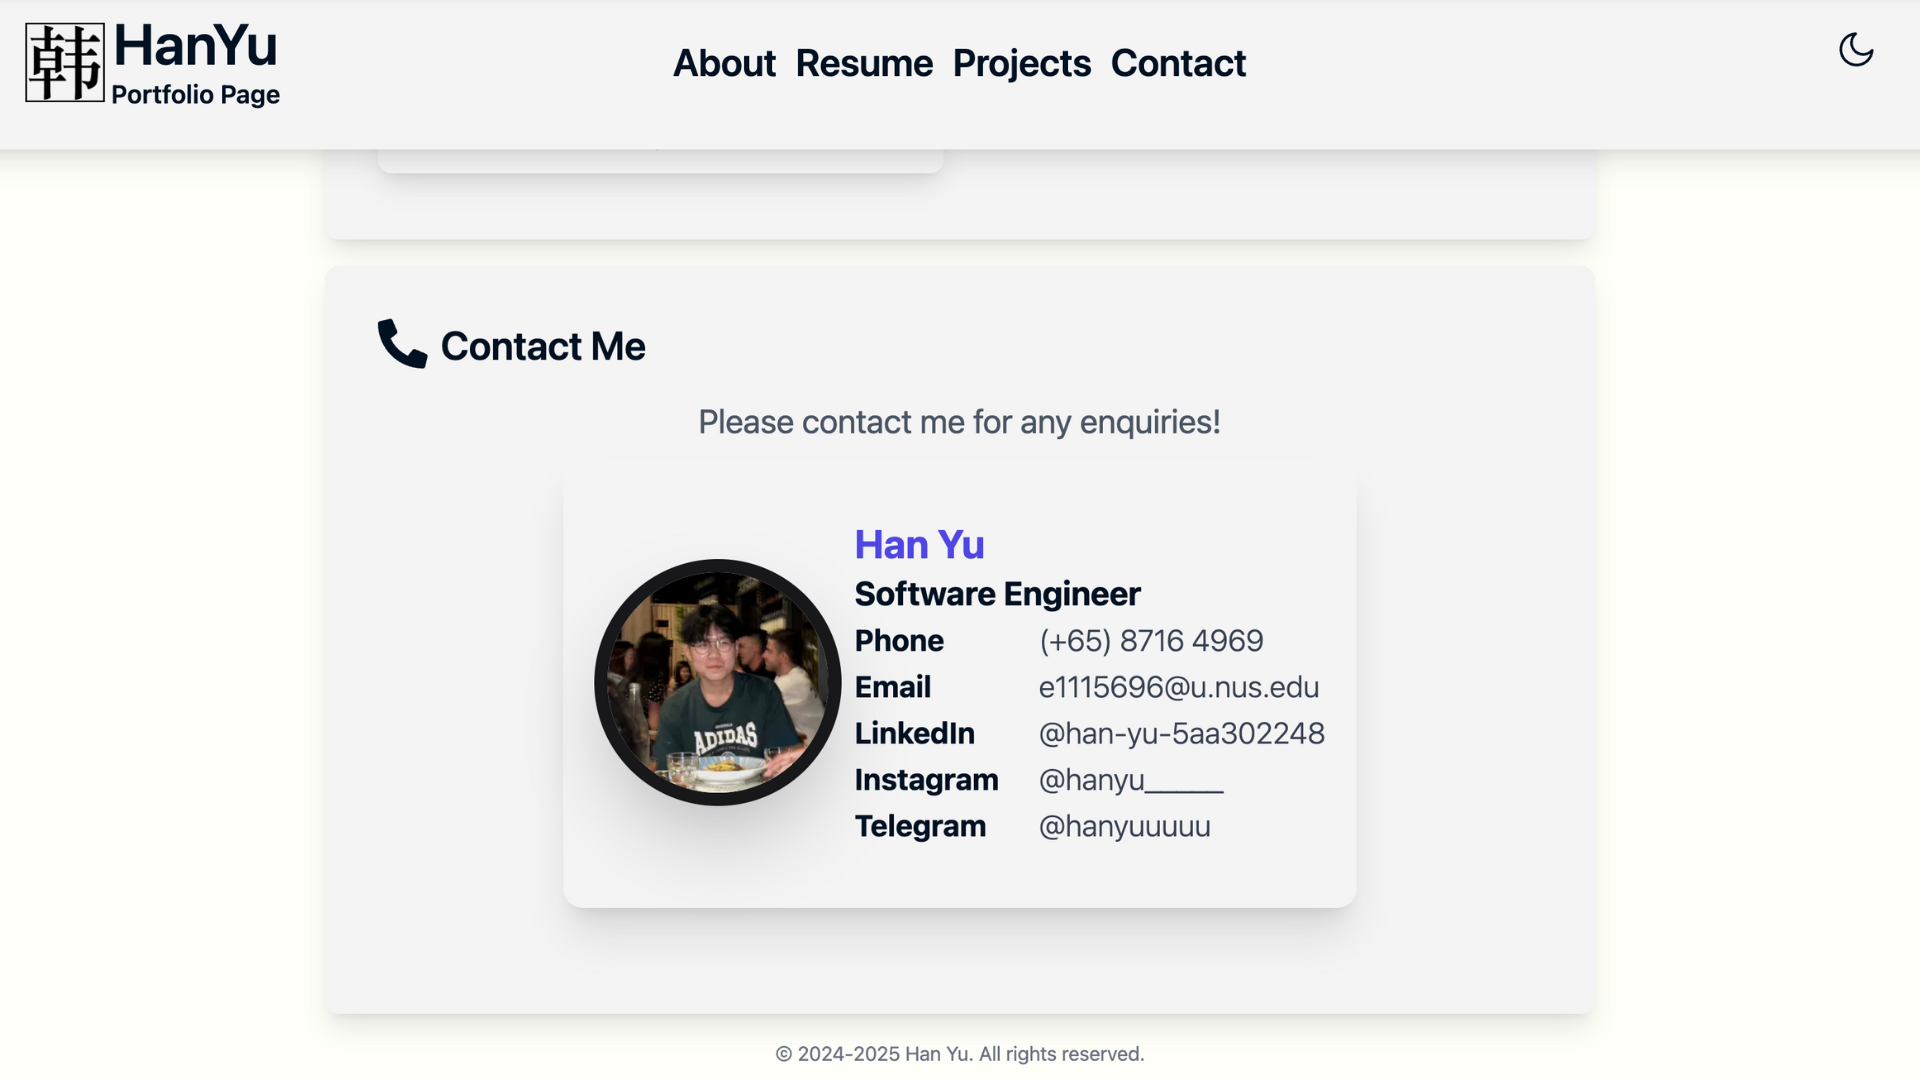 韩
HanYu
Portfolio Page
About Resume Projects Contact
Contact Me
Please contact me for any enquiries!
Han Yu
Software Engineer
Phone (+65) 8716 4969
Email e1115696@u.nus.edu
LinkedIn @han-yu-5aa302248
Instagram @hanyu_____
Telegram @hanyuuuuu
ADIDAS
© 2024-2025 Han Yu. All rights reserved.